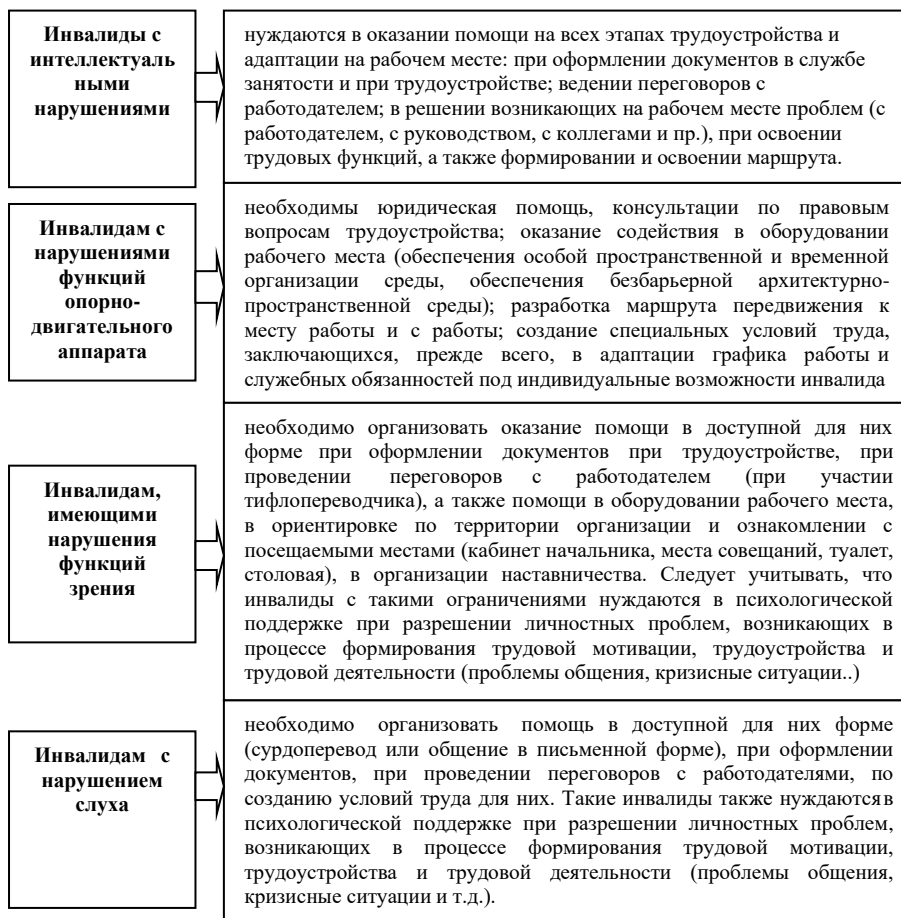 Инвалиды с
интеллектуаль
ными
нарушениями
нуждаются в оказании помощи на всех этапах трудоустройства и
адаптации на рабочем месте: при оформлении документов в службе
занятости и при трудоустройстве; ведении переговоров с
работодателем; в решении возникающих на рабочем месте проблем (с
работодателем, с руководством, с коллегами и пр.), при освоении
трудовых функций, а также формировании и освоении маршрута.
Инвалидам с
нарушениями
функций
опорно-
двигательного
аппарата
необходимы юридическая помощь, консультации по правовым
вопросам трудоустройства; оказание содействия в оборудовании
рабочего места (обеспечения особой пространственной и временной
организации среды, обеспечения безбарьерной архитектурно-
пространственной среды); разработка маршрута передвижения к
месту работы и с работы; создание специальных условий труда,
заключающихся, прежде всего, в адаптации графика работы и
служебных обязанностей под индивидуальные возможности инвалида
Инвалидам,
имеющими
нарушения
функций
зрения
необходимо организовать оказание помощи в доступной для них
форме при оформлении документов при трудоустройстве, при
проведении переговоров с работодателем (при участии
тифлопереводчика), а также помощи в оборудовании рабочего места,
в ориентировке по территории организации и ознакомлении с
посещаемыми местами (кабинет начальника, места совещаний, туалет,
столовая), в организации наставничества. Следует учитывать, что
инвалиды с такими ограничениями нуждаются в психологической
поддержке при разрешении личностных проблем, возникающих в
процессе формирования трудовой мотивации, трудоустройства и
трудовой деятельности (проблемы общения, кризисные ситуации..)
Инвалидам с
нарушением
слуха
необходимо организовать помощь в доступной для них форме
(сурдоперевод или общение в письменной форме), при оформлении
документов, при проведении переговоров с работодателями, по
созданию условий труда для них. Такие инвалиды также нуждаются в
психологической поддержке при разрешении личностных проблем,
возникающих в процессе формирования трудовой мотивации,
трудоустройства и трудовой деятельности (проблемы общения,
кризисные ситуации и т.д.).